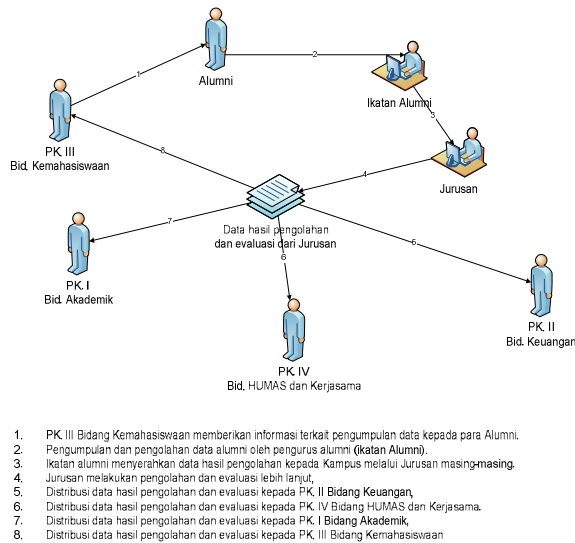 Alumni
Ikatan Alumni
PK. III
Bid. Kemahasiswaan
Jurusan
Data hasil pengolahan
dan evaluasi dari Jurusan
PK. I
Bid. Akademik
PK. II
Bid. Keuangan
PK. IV
Bid. HUMAS dan Kerjasama
1
2
3
4
8
7
6
6
1. PK. III Bidang Kemahasiswaan memberikan informasi terkait pengumpulan data kepada para Alumni.
2. Pengumpulan dan pengolahan data alumni oleh pengurus alumni (ikatan Alumni).
3. Ikatan alumni menyerahkan data hasil pengolahan kepada Kampus melalui Jurusan masing-masing.
4. Jurusan melakukan pengolahan dan evaluasi lebih lanjut,
5. Distribusi data hasil pengolahan dan evaluasi kepada PK. II Bidang Keuangan,
6. Distribusi data hasil pengolahan dan evaluasi kepada PK. IV Bidang HUMAS dan Kerjasama.
7. Distribusi data hasil pengolahan dan evaluasi kepada PK. I Bidang Akademik,
8. Distribusi data hasil pengolahan dan evaluasi kepada PK. III Bidang Kemahasiswaan